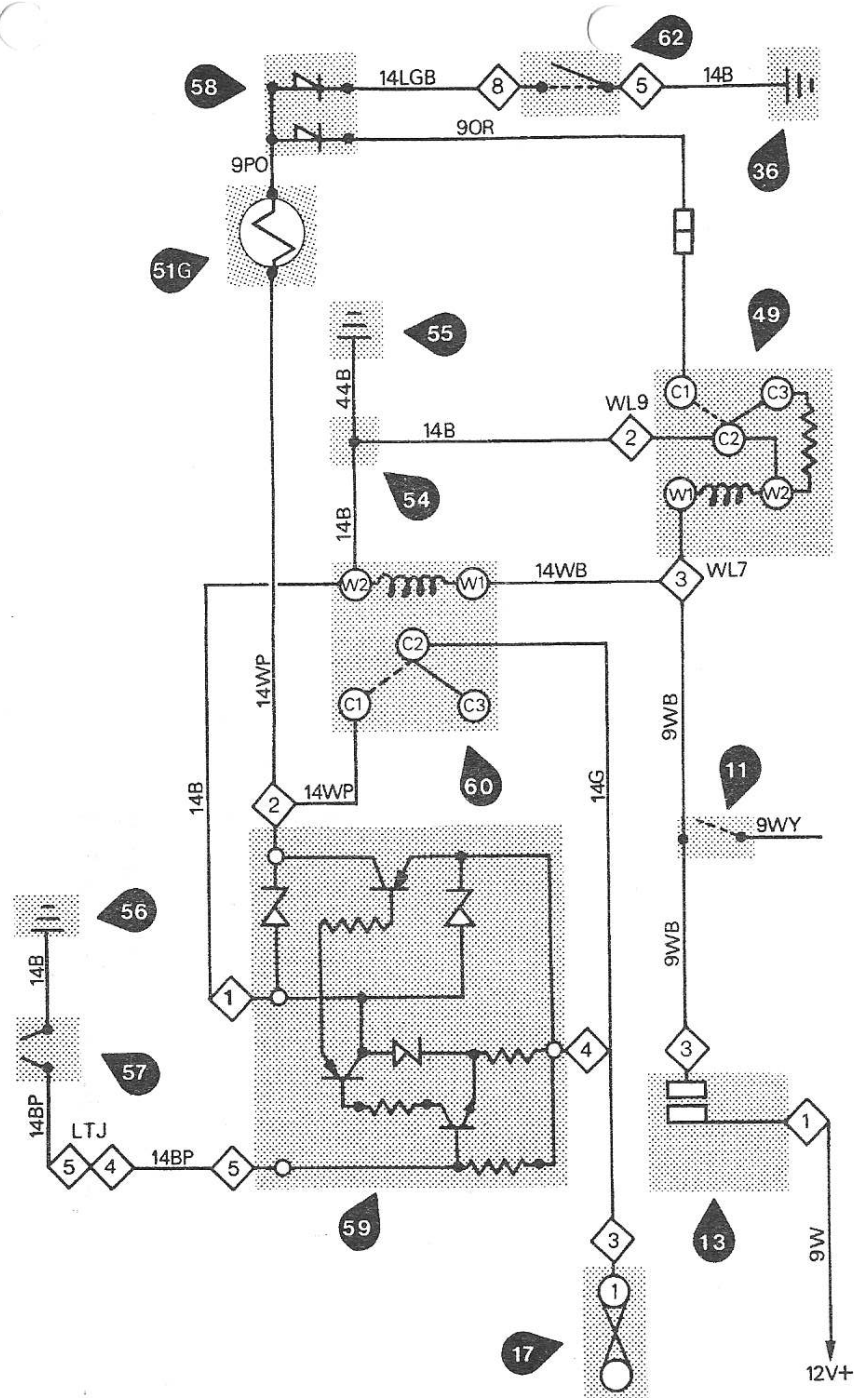 62
14LGB
8
5
14B
58
9OR
36
9PO
51G
55
49
44B
C1
C3
WL9
14B
2
C2
54
W1
W2
14B
W2
W1
14WB
3
WL7
C2
14WP
C1
C3
9WB
60
11
14B
2
14WP
14G
9WY
56
14B
1
9WB
57
4
3
14BP
LTJ
5
4
14BP
5
1
59
3
13
9W
1
17
12V+